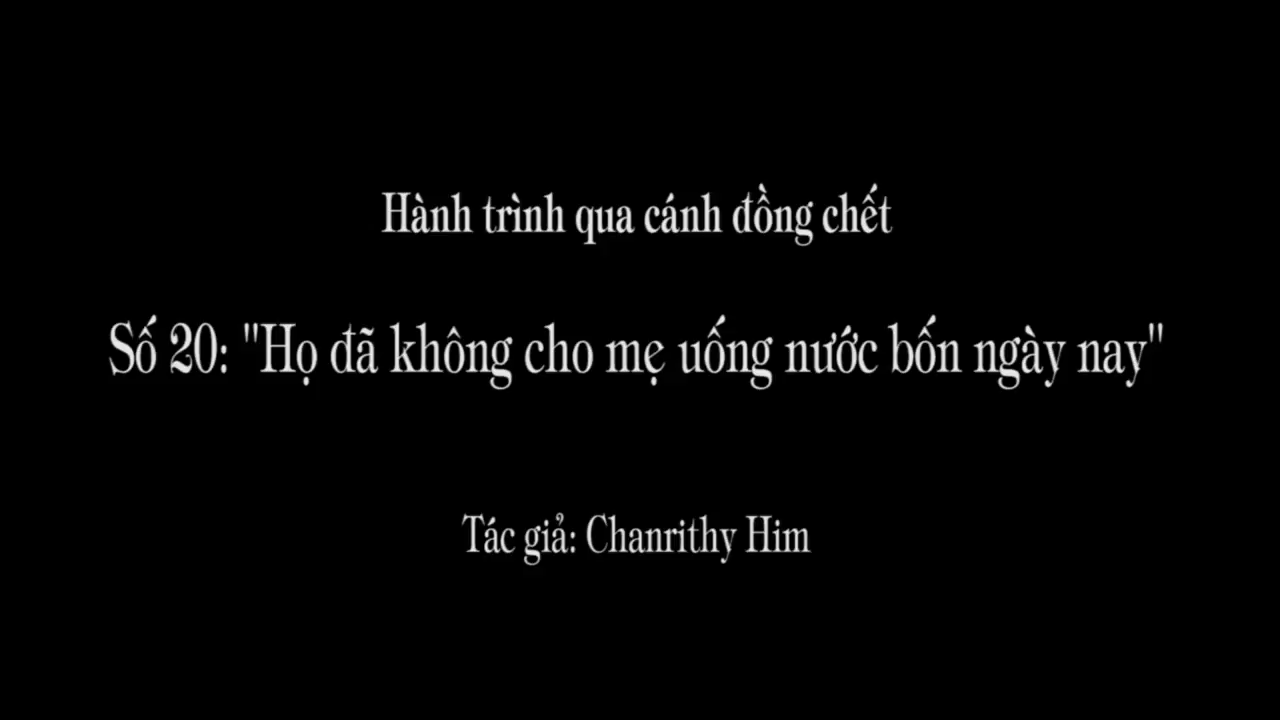 Hành trình qua cánh đồng chết
Số 20: "Họ đã không cho mẹ uống nước bốn ngày nay"
Tác giả: Chanrithy Him